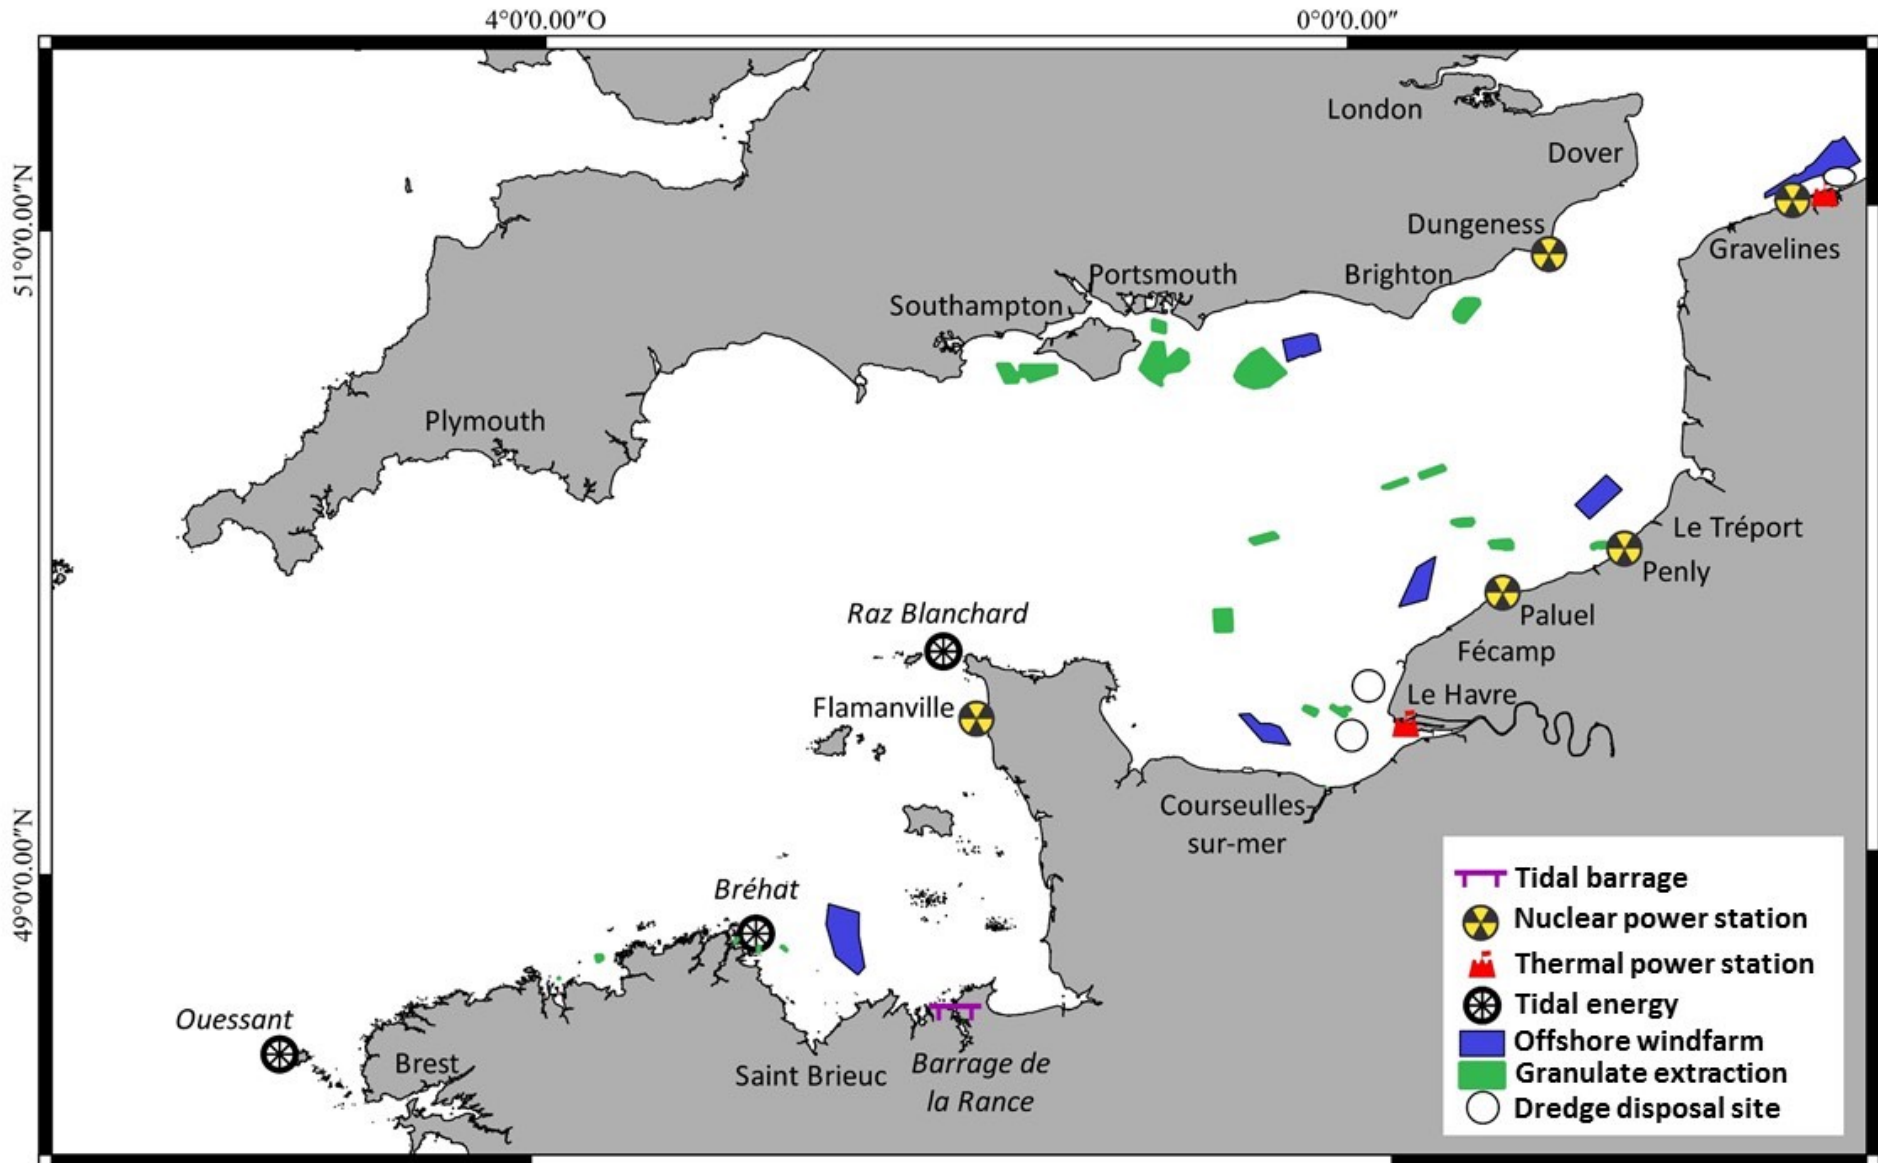 4°0'0.00"O
0°0'0.00"
51°0'0.00"N
49°0'0.00"N
London
Dover
Dungeness
Gravelines
Portsmouth
Brighton
Southampton
Plymouth
Le Tréport
Penly
Raz Blanchard
Paluel
Fécamp
Le Havre
Flamanville
Courseulles-
sur-mer
Bréhat
Ouessant
Brest
Saint Brieuc
Barrage de
la Rance
Tidal barrage
Nuclear power station
Thermal power station
Tidal energy
Offshore windfarm
Granulate extraction
Dredge disposal site